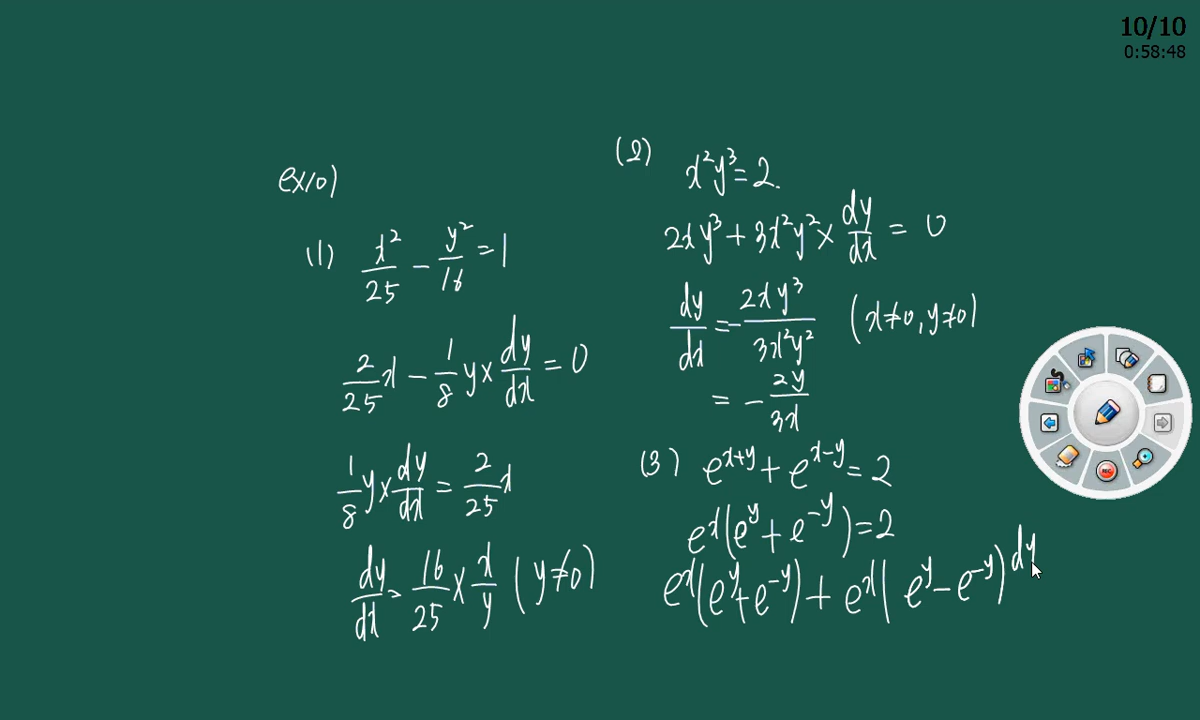 10/10
0:58:48
ex10)
(1) x²/25 − y²/16 = 1
2/25 x − 1/8 y × dy/dx = 0
1/8 y × dy/dx = 2/25 x
dy/dx = 16/25 × x/y (y≠0)
(2) x²y³ = 2.
2xy³ + 3x²y² × dy/dx = 0
dy/dx = − 2xy³/3x²y² (x≠0, y≠0)
= − 2y/3x
(3) e^(x+y) + e^(x−y) = 2
e^x(e^y + e^(−y)) = 2
e^x(e^y + e^(−y)) + e^x(e^y − e^(−y)) dy